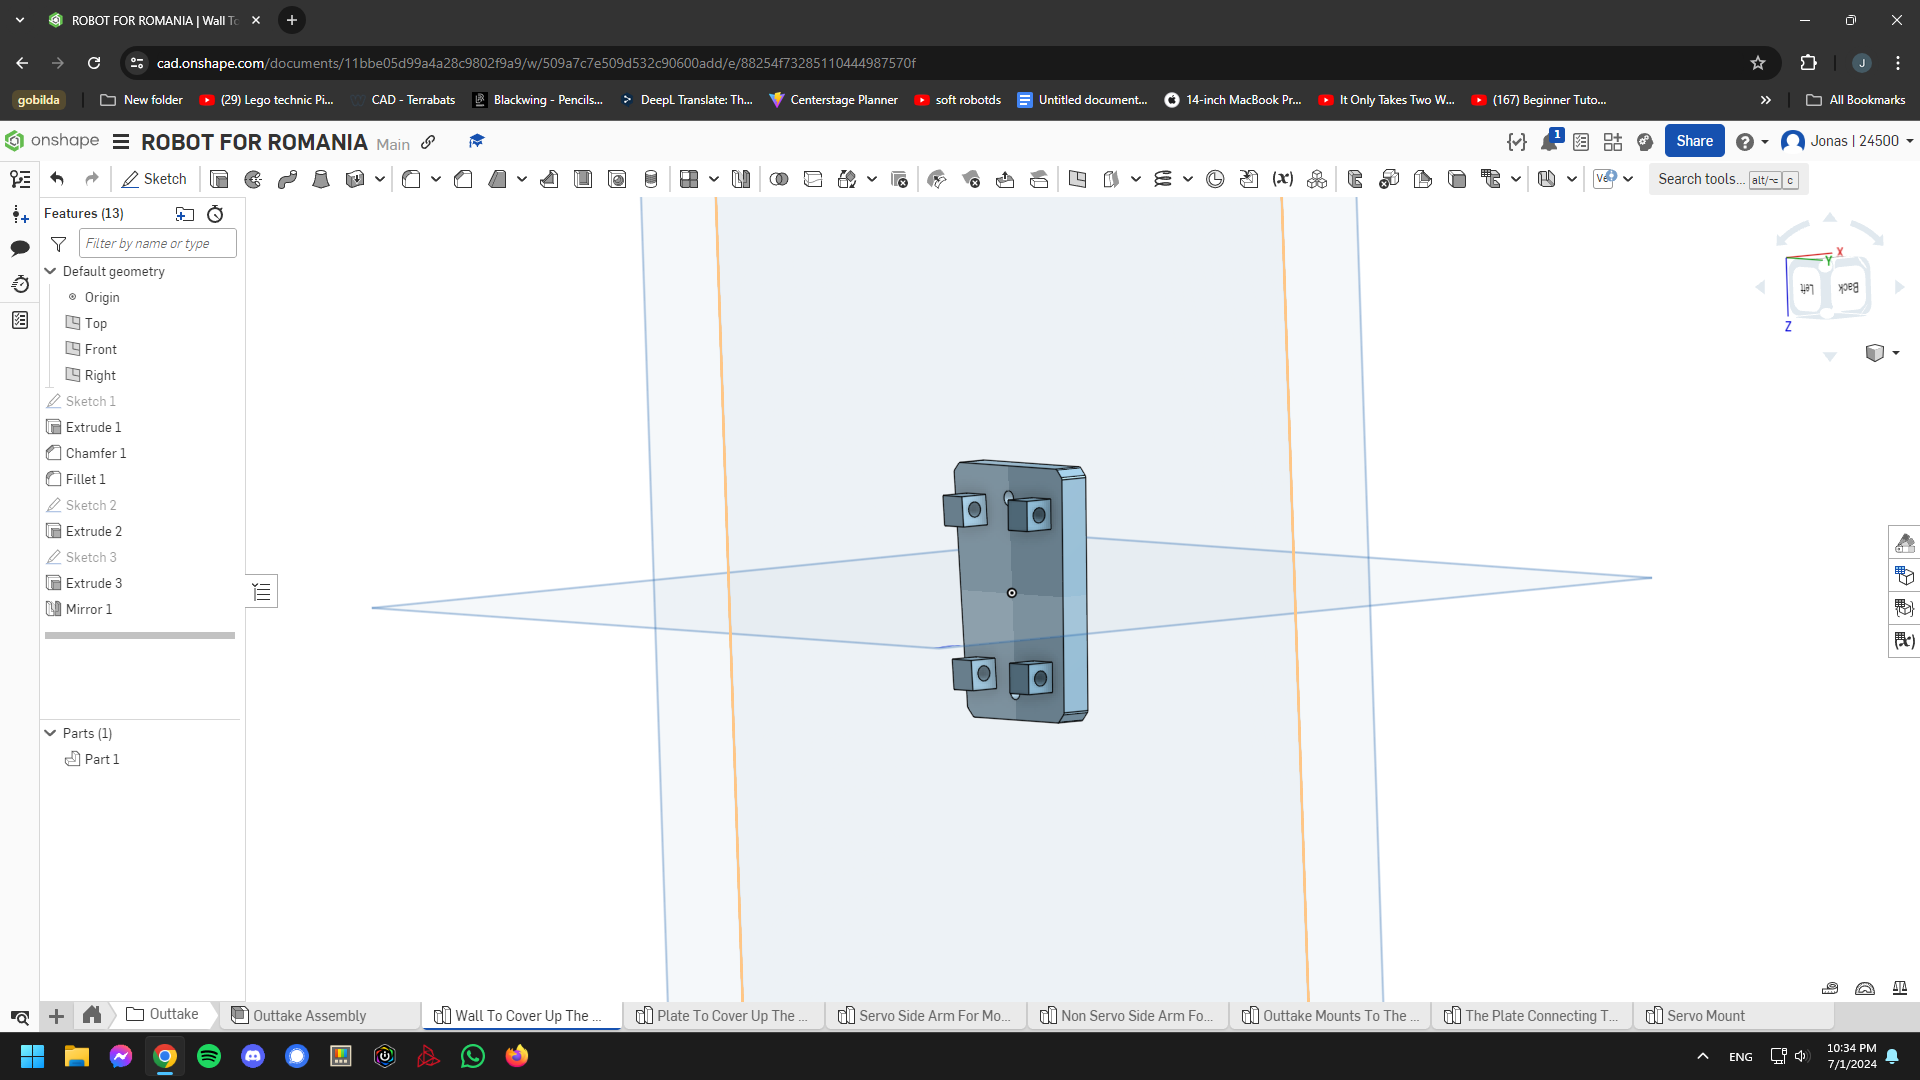 ROBOT FOR ROMANIA | Wall To
cad.onshape.com/documents/11bbe05d99a4a28c9802f9a9/w/509a7c7e509d532c90600add/e/88254f73285110444987570f
J
gobilda
New folder
(29) Lego technic Pi...
CAD - Terrabats
Blackwing - Pencils...
DeepL Translate: Th...
Centerstage Planner
soft robotds
Untitled document...
14-inch MacBook Pr...
It Only Takes Two W...
(167) Beginner Tuto...
All Bookmarks
onshape
ROBOT FOR ROMANIA Main
1
Share
Jonas | 24500
Sketch
Search tools... alt/⌥ c
Features (13)
Filter by name or type
Default geometry
Origin
Top
Front
Right
Sketch 1
Extrude 1
Chamfer 1
Fillet 1
Sketch 2
Extrude 2
Sketch 3
Extrude 3
Mirror 1
Parts (1)
Part 1
X
Y
Z
Left
Back
Outtake
Outtake Assembly
Wall To Cover Up The ...
Plate To Cover Up The ...
Servo Side Arm For Mo...
Non Servo Side Arm Fo...
Outtake Mounts To The ...
The Plate Connecting T...
Servo Mount
ENG
10:34 PM
7/1/2024